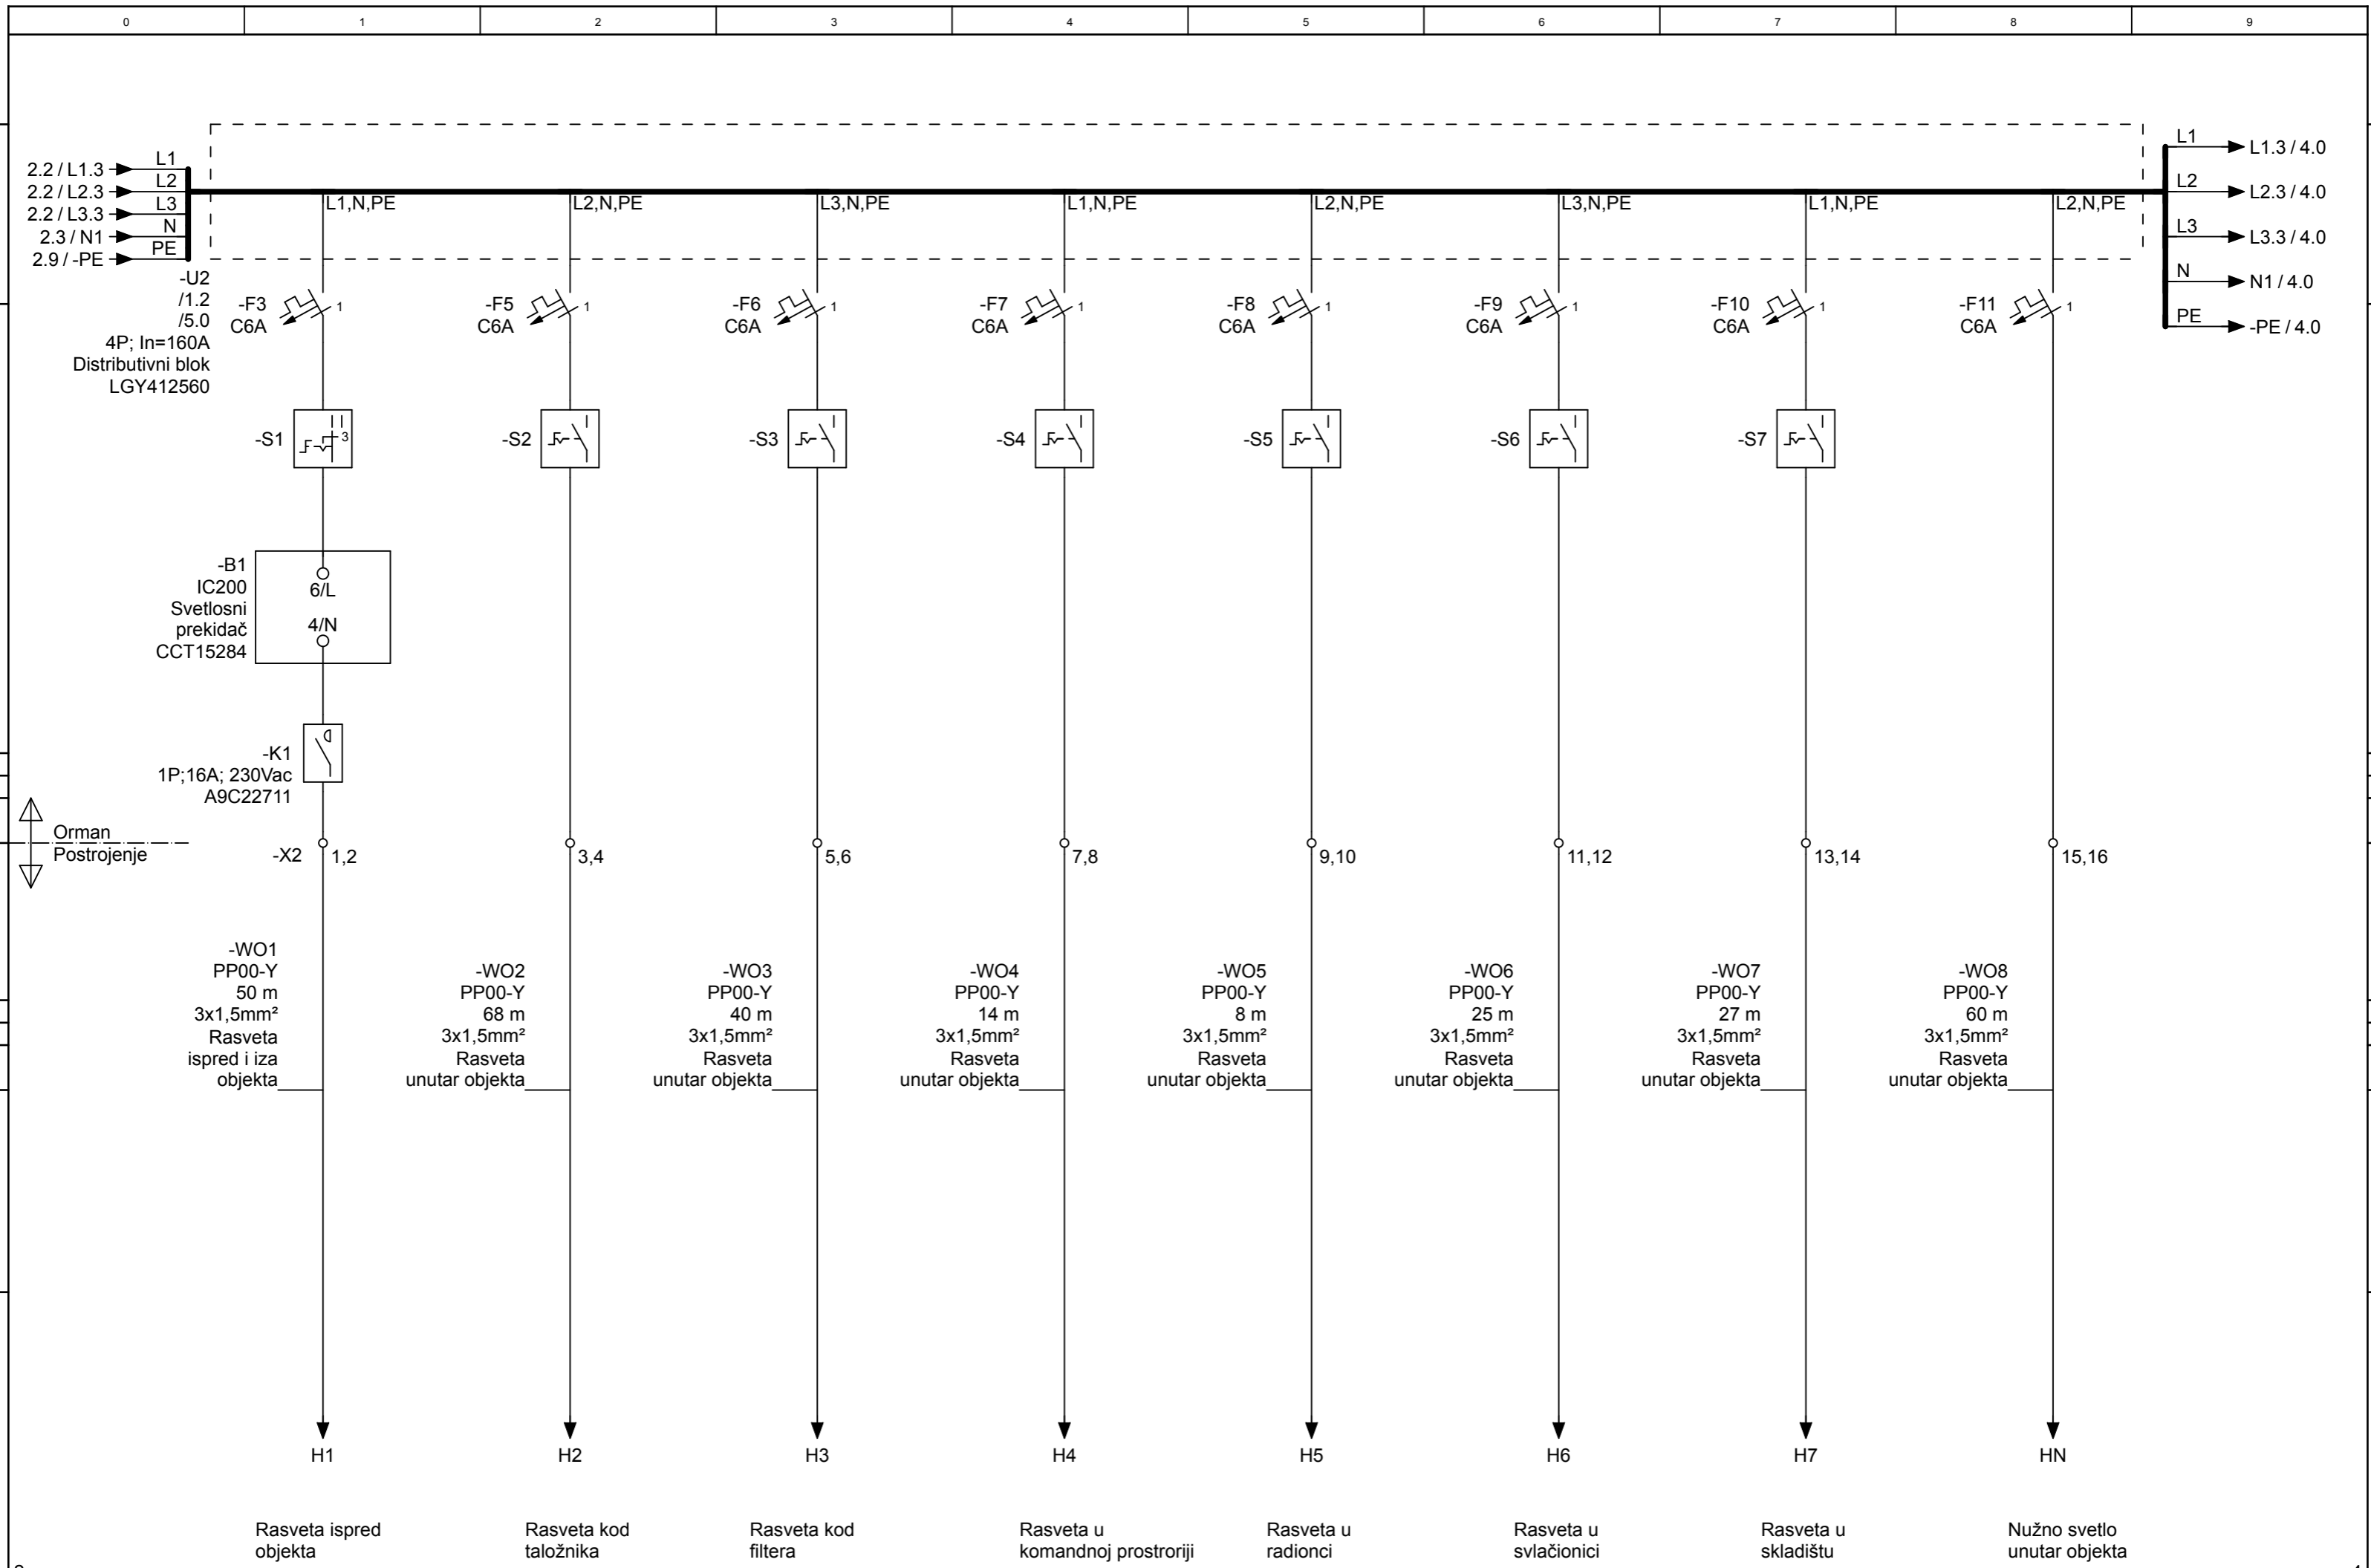 0 1 2 3 4 5 6 7 8 9
2.2 / L1.3 L1
2.2 / L2.3 L2
2.2 / L3.3 L3
2.3 / N1 N
2.9 / -PE PE
L1,N,PE L2,N,PE L3,N,PE L1,N,PE L2,N,PE L3,N,PE L1,N,PE L2,N,PE
L1 L1.3 / 4.0
L2 L2.3 / 4.0
L3 L3.3 / 4.0
N N1 / 4.0
PE -PE / 4.0
-U2
/1.2
/5.0
4P; In=160A
Distributivni blok
LGY412560
-F3 1
C6A
-F5 1
C6A
-F6 1
C6A
-F7 1
C6A
-F8 1
C6A
-F9 1
C6A
-F10 1
C6A
-F11 1
C6A
-S1 3
-S2
-S3
-S4
-S5
-S6
-S7
-B1
IC200
Svetlosni
prekidač
CCT15284
6/L
4/N
-K1
1P;16A; 230Vac
A9C22711
Orman
Postrojenje
-X2 1,2 3,4 5,6 7,8 9,10 11,12 13,14 15,16
-WO1
PP00-Y
50 m
3x1,5mm²
Rasveta
ispred i iza
objekta
-WO2
PP00-Y
68 m
3x1,5mm²
Rasveta
unutar objekta
-WO3
PP00-Y
40 m
3x1,5mm²
Rasveta
unutar objekta
-WO4
PP00-Y
14 m
3x1,5mm²
Rasveta
unutar objekta
-WO5
PP00-Y
8 m
3x1,5mm²
Rasveta
unutar objekta
-WO6
PP00-Y
25 m
3x1,5mm²
Rasveta
unutar objekta
-WO7
PP00-Y
27 m
3x1,5mm²
Rasveta
unutar objekta
-WO8
PP00-Y
60 m
3x1,5mm²
Rasveta
unutar objekta
H1 H2 H3 H4 H5 H6 H7 HN
Rasveta ispred
objekta
Rasveta kod
taložnika
Rasveta kod
filtera
Rasveta u
komandnoj prostroriji
Rasveta u
radionci
Rasveta u
svlačionici
Rasveta u
skladištu
Nužno svetlo
unutar objekta